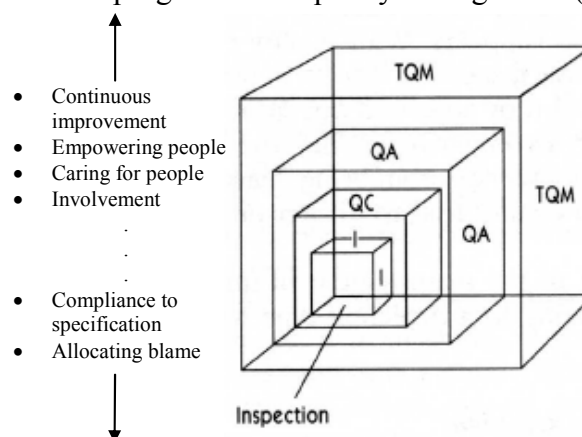 • Continuous
improvement
• Empowering people
• Caring for people
• Involvement
.
.
.
• Compliance to
specification
• Allocating blame
TQM
QA
QC
I
I
TQM
QA
Inspection